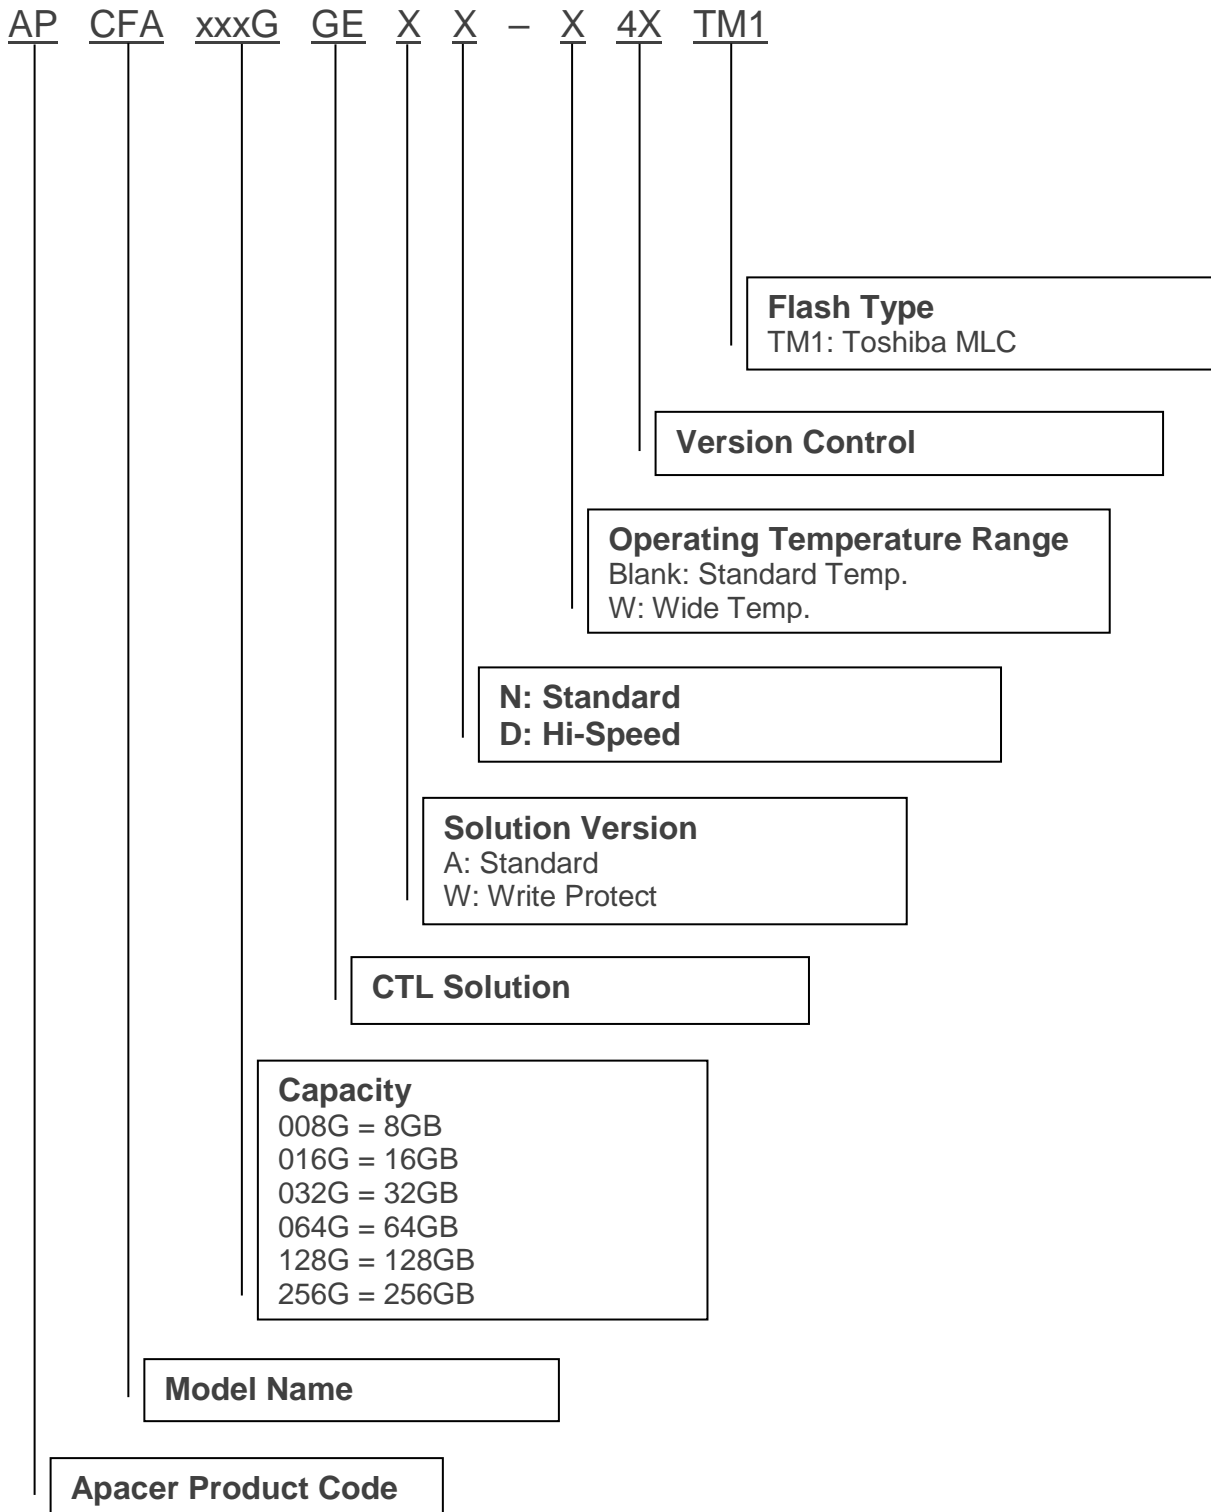 AP CFA xxxG GE X X – X 4X TM1
Flash Type
TM1: Toshiba MLC
Version Control
Operating Temperature Range
Blank: Standard Temp.
W: Wide Temp.
N: Standard
D: Hi-Speed
Solution Version
A: Standard
W: Write Protect
CTL Solution
Capacity
008G = 8GB
016G = 16GB
032G = 32GB
064G = 64GB
128G = 128GB
256G = 256GB
Model Name
Apacer Product Code